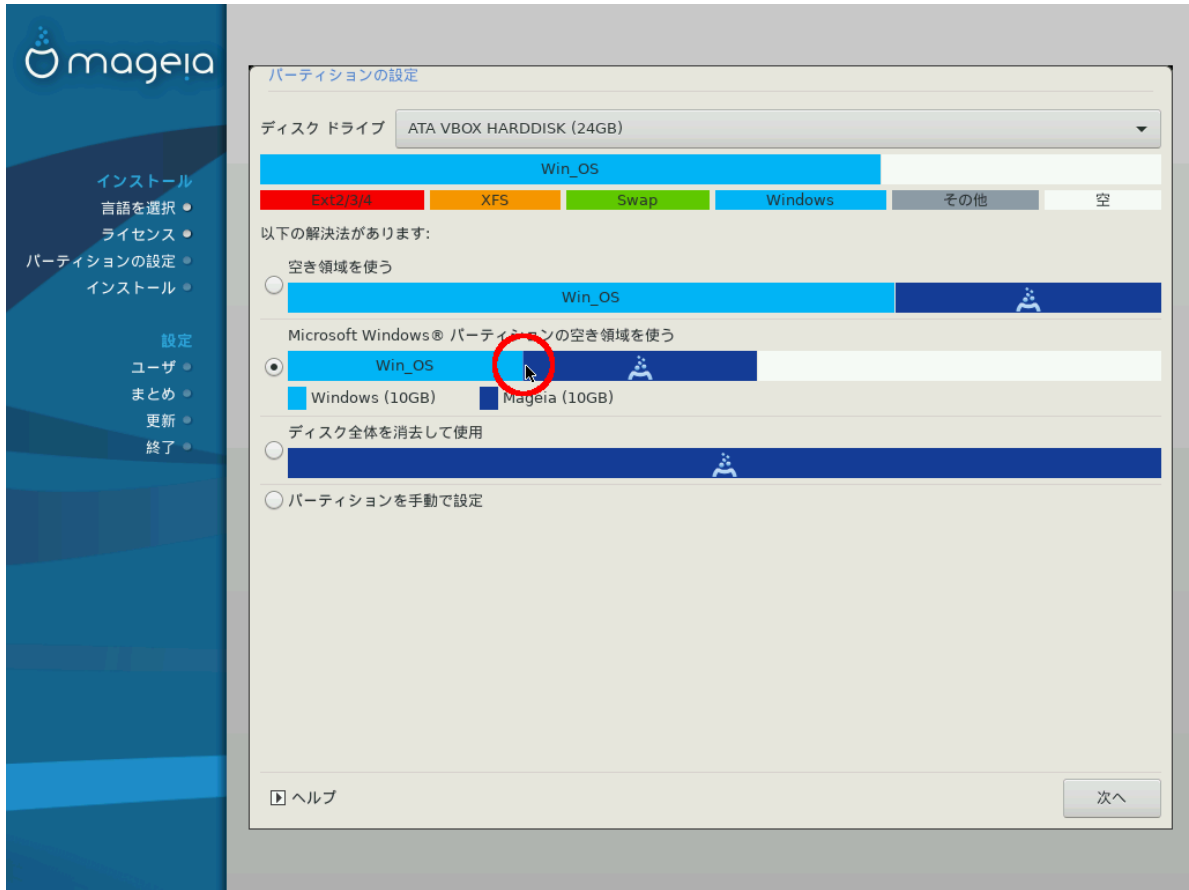 mageia
インストール
言語を選択
ライセンス
パーティションの設定
インストール
設定
ユーザ
まとめ
更新
終了
パーティションの設定
ディスク ドライブ ATA VBOX HARDDISK (24GB)
Win_OS
Ext2/3/4 XFS Swap Windows その他 空
以下の解決法があります:
空き領域を使う
Win_OS
Microsoft Windows® パーティションの空き領域を使う
Win_OS
Windows (10GB) Mageia (10GB)
ディスク全体を消去して使用
パーティションを手動で設定
ヘルプ 次へ